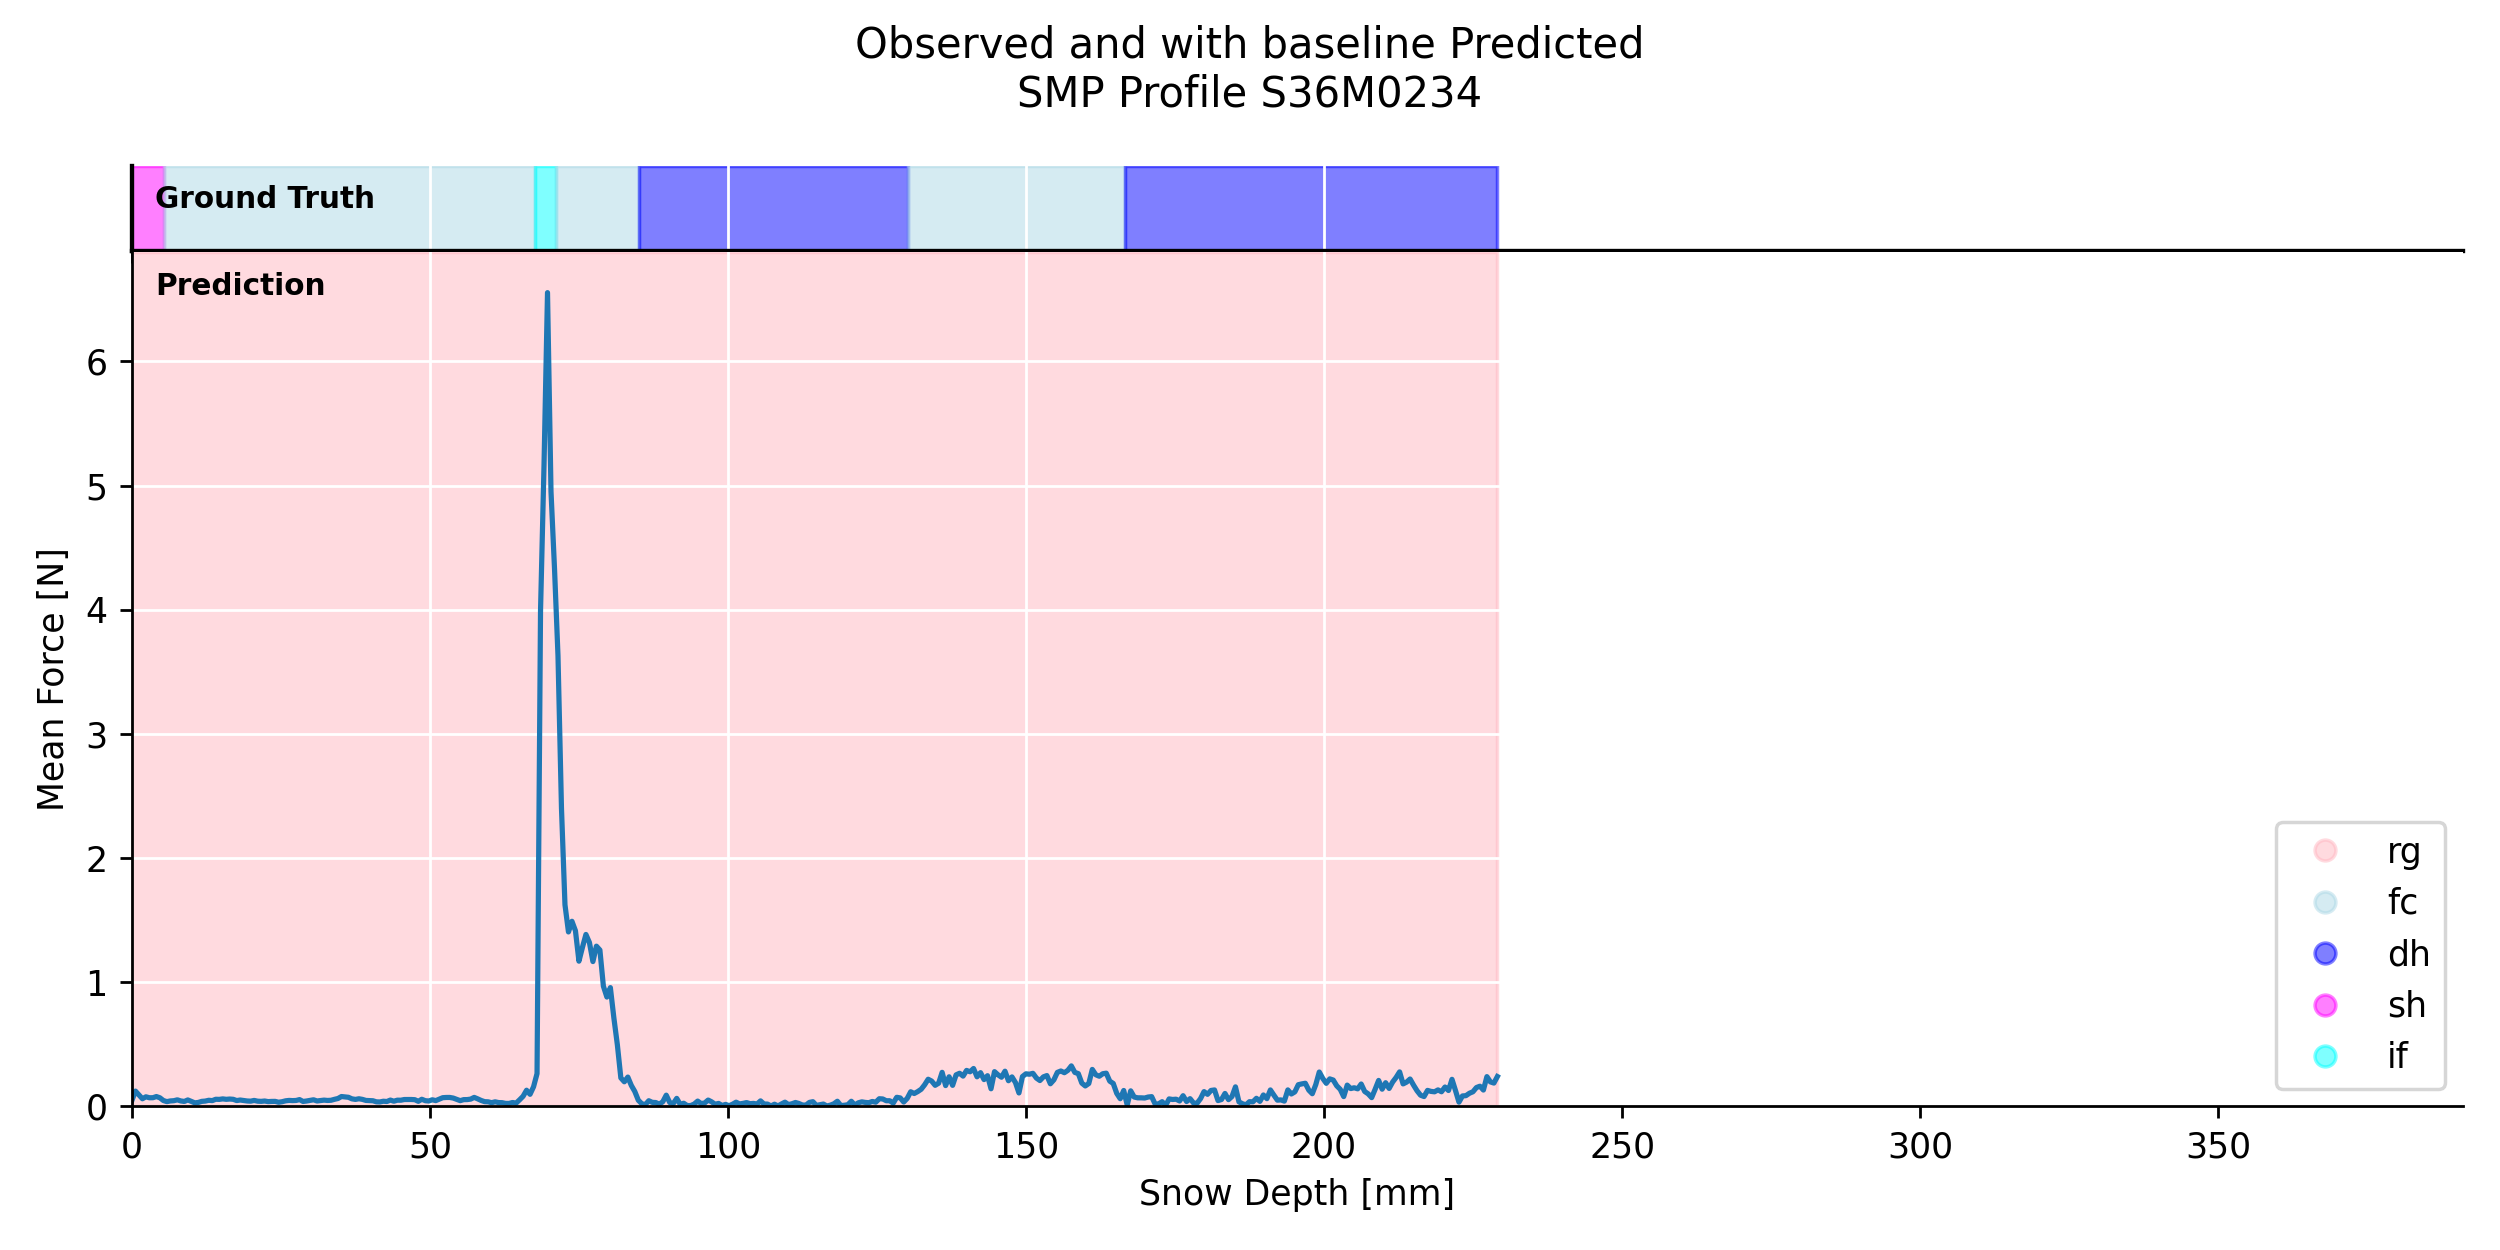 Observed and with baseline Predicted
SMP Profile S36M0234
Ground Truth
Prediction
6
5
4
3
2
1
0
Mean Force [N]
0 50 100 150 200 250 300 350
Snow Depth [mm]
rg
fc
dh
sh
if